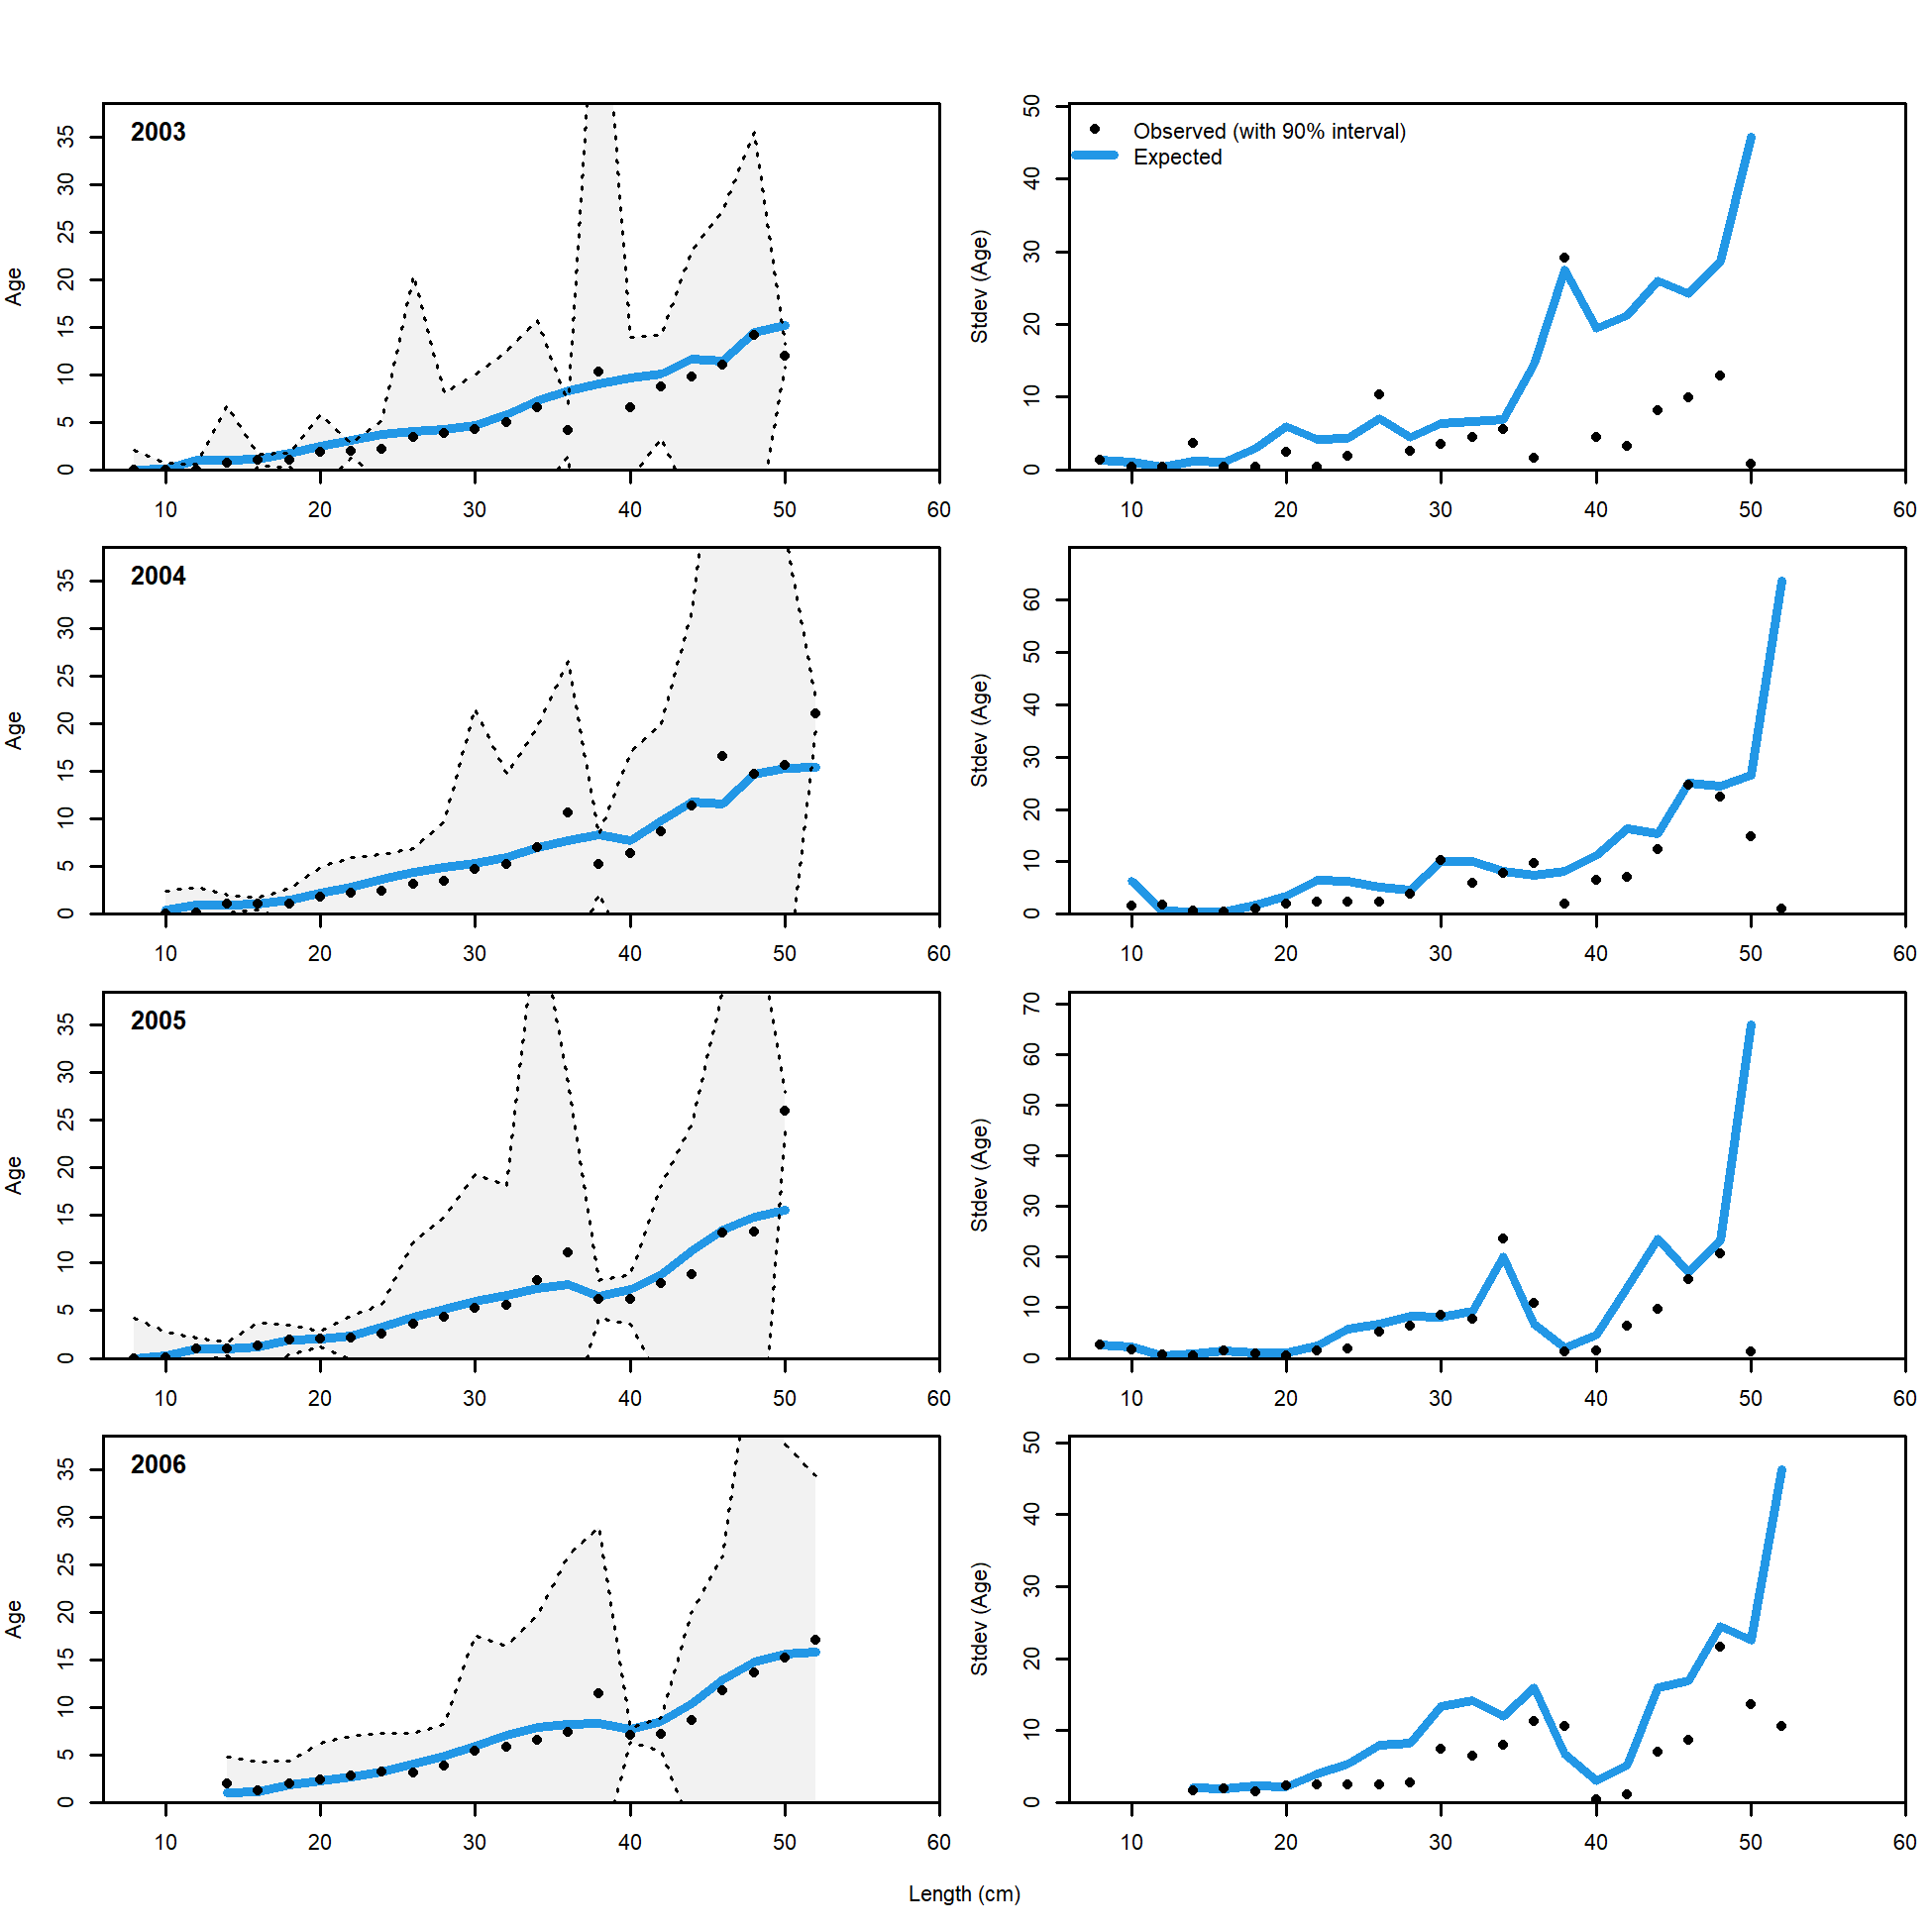 2003
Age
0 5 10 15 20 25 30 35
10 20 30 40 50 60
Observed (with 90% interval)
Expected
Stdev (Age)
0 10 20 30 40 50
10 20 30 40 50 60
2004
Age
0 5 10 15 20 25 30 35
10 20 30 40 50 60
Stdev (Age)
0 10 20 30 40 50 60
10 20 30 40 50 60
2005
Age
0 5 10 15 20 25 30 35
10 20 30 40 50 60
Stdev (Age)
0 10 20 30 40 50 60 70
10 20 30 40 50 60
2006
Age
0 5 10 15 20 25 30 35
10 20 30 40 50 60
Stdev (Age)
0 10 20 30 40 50
10 20 30 40 50 60
Length (cm)